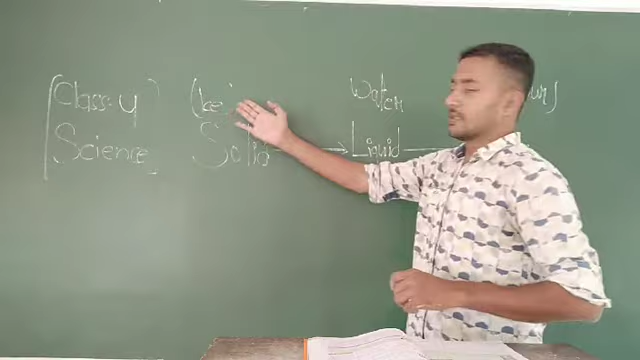 Class: 4
Science
(Ice) Water
Solid → Liquid